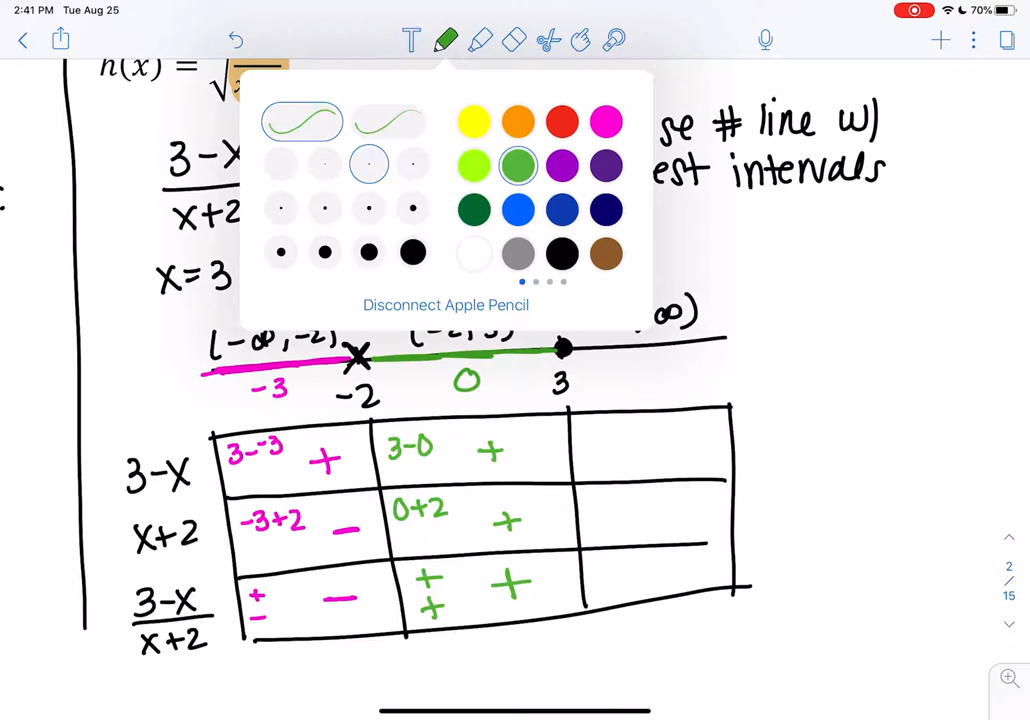 2:41 PM Tue Aug 25
70%
h(x) = √
3-x
x+2
se # line w/
est intervals
x=3
(-∞,-2)
∞)
-3
-2
0
3
3-x
3--3 +
3-0 +
x+2
-3+2 −
0+2 +
3-x
x+2
+
− −
+
+ +
Disconnect Apple Pencil
2
/
15